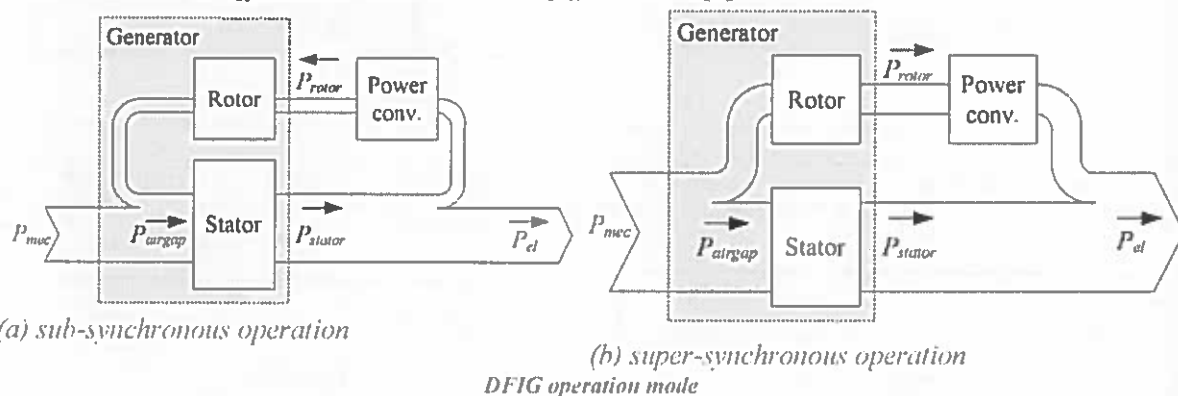 Generator
Rotor
P_rotor
Power
conv.
P_mec
P_airgap
Stator
P_stator
P_el
(a) sub-synchronous operation
Generator
Rotor
P_rotor
Power
conv.
P_mec
P_airgap
Stator
P_stator
P_el
(b) super-synchronous operation
DFIG operation mode